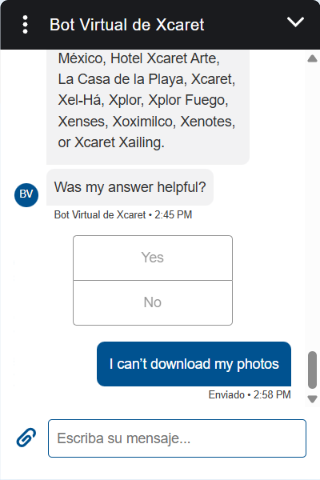 Bot Virtual de Xcaret
México, Hotel Xcaret Arte,
La Casa de la Playa, Xcaret,
Xel-Há, Xplor, Xplor Fuego,
Xenses, Xoximilco, Xenotes,
or Xcaret Xailing.
Was my answer helpful?
BV
Bot Virtual de Xcaret • 2:45 PM
Yes
No
I can't download my photos
Enviado • 2:58 PM
Escriba su mensaje...